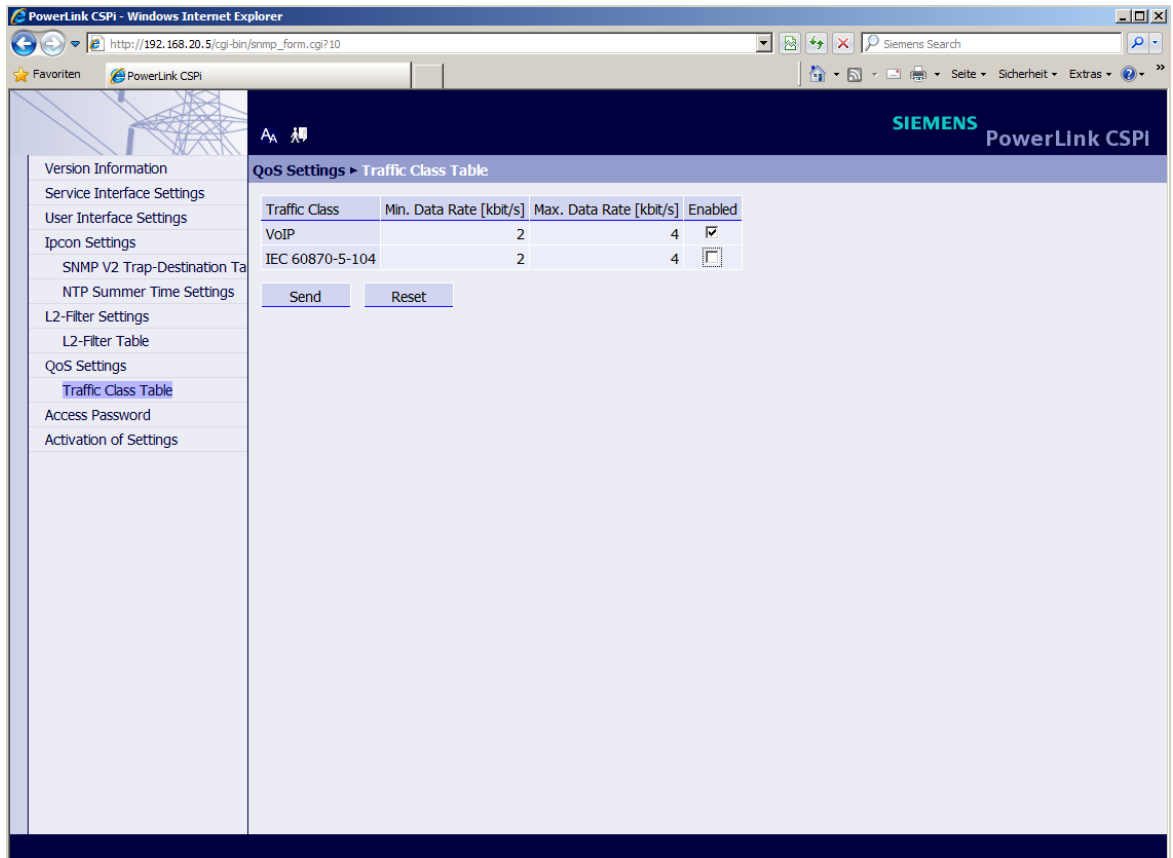 PowerLink CSPi - Windows Internet Explorer
http://192.168.20.5/cgi-bin/snmp_form.cgi?10
Siemens Search
Favoriten
PowerLink CSPi
Seite
Sicherheit
Extras
»
SIEMENS
PowerLink CSPi
AA
QoS Settings ► Traffic Class Table
Version Information
Service Interface Settings
User Interface Settings
Ipcon Settings
SNMP V2 Trap-Destination Ta
NTP Summer Time Settings
L2-Filter Settings
L2-Filter Table
QoS Settings
Traffic Class Table
Access Password
Activation of Settings
Traffic Class Min. Data Rate [kbit/s] Max. Data Rate [kbit/s] Enabled
VoIP 2 4
IEC 60870-5-104 2 4
Send Reset